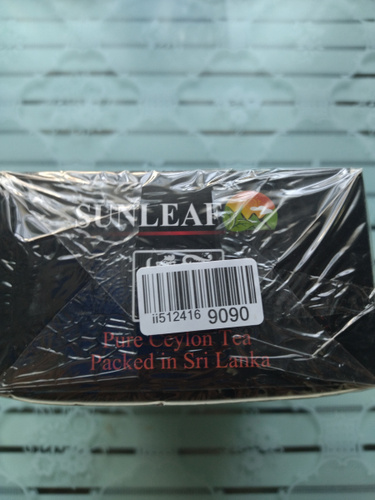 SUNLEAF
ii512416 9090
Pure Ceylon Tea
Packed in Sri Lanka